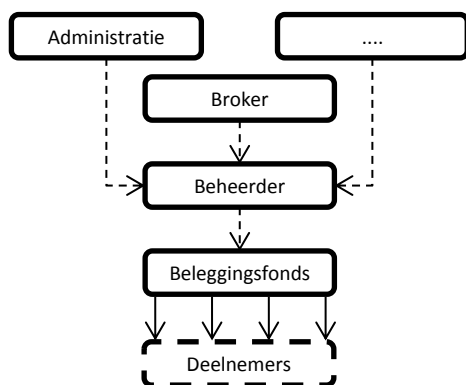 Administratie
....
Broker
Beheerder
Beleggingsfonds
Deelnemers